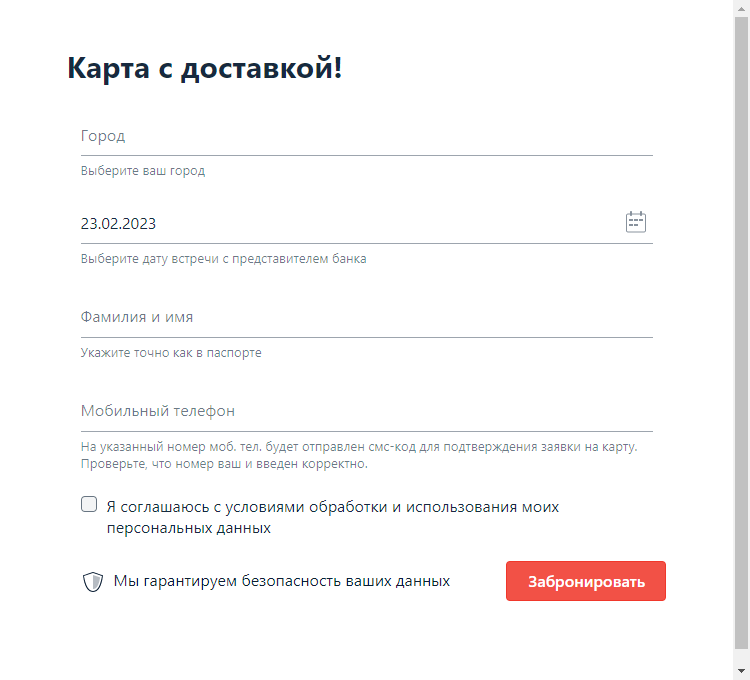 Карта с доставкой!
Город
Выберите ваш город
23.02.2023
Выберите дату встречи с представителем банка
Фамилия и имя
Укажите точно как в паспорте
Мобильный телефон
На указанный номер моб. тел. будет отправлен смс-код для подтверждения заявки на карту.
Проверьте, что номер ваш и введен корректно.
Я соглашаюсь с условиями обработки и использования моих
персональных данных
Мы гарантируем безопасность ваших данных
Забронировать